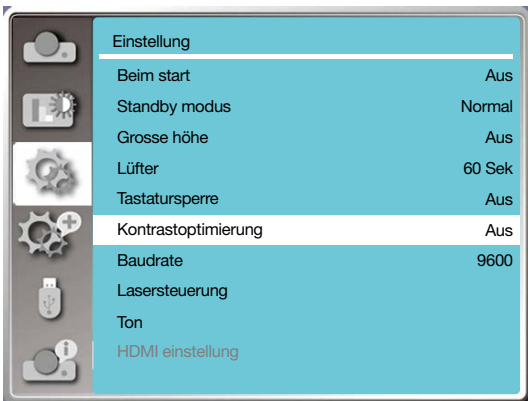 Einstellung
Beim start Aus
Standby modus Normal
Grosse höhe Aus
Lüfter 60 Sek
Tastatursperre Aus
Kontrastoptimierung Aus
Baudrate 9600
Lasersteuerung
Ton
HDMI einstellung